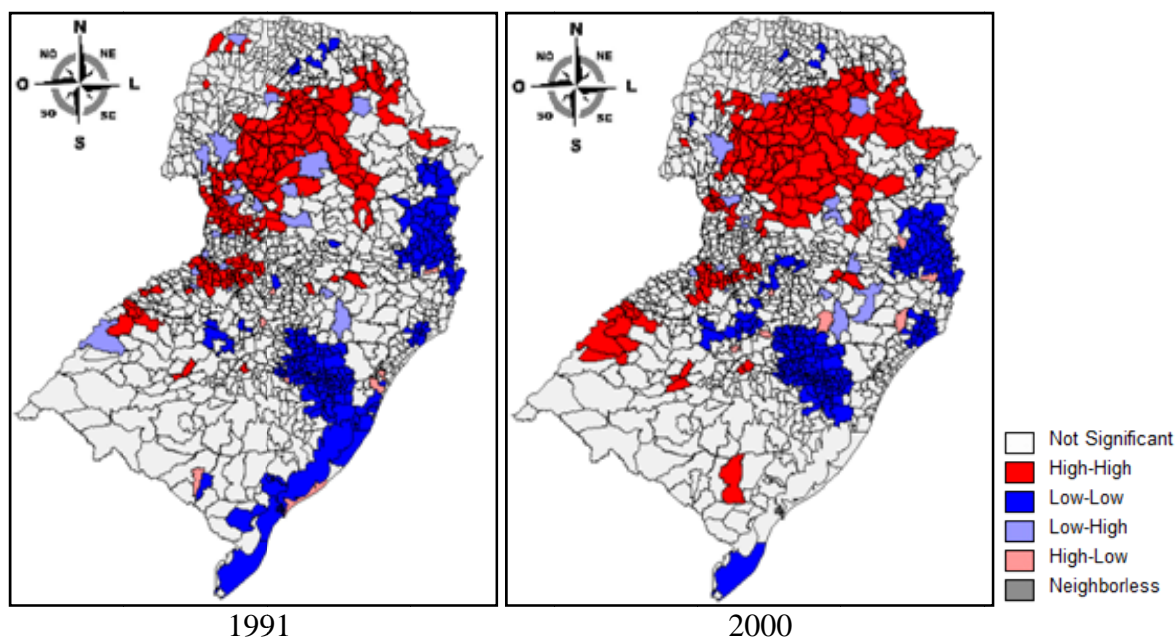 N
NO
NE
O
L
SO
SE
S
N
NO
NE
O
L
SO
SE
S
Not Significant
High-High
Low-Low
Low-High
High-Low
Neighborless
1991
2000